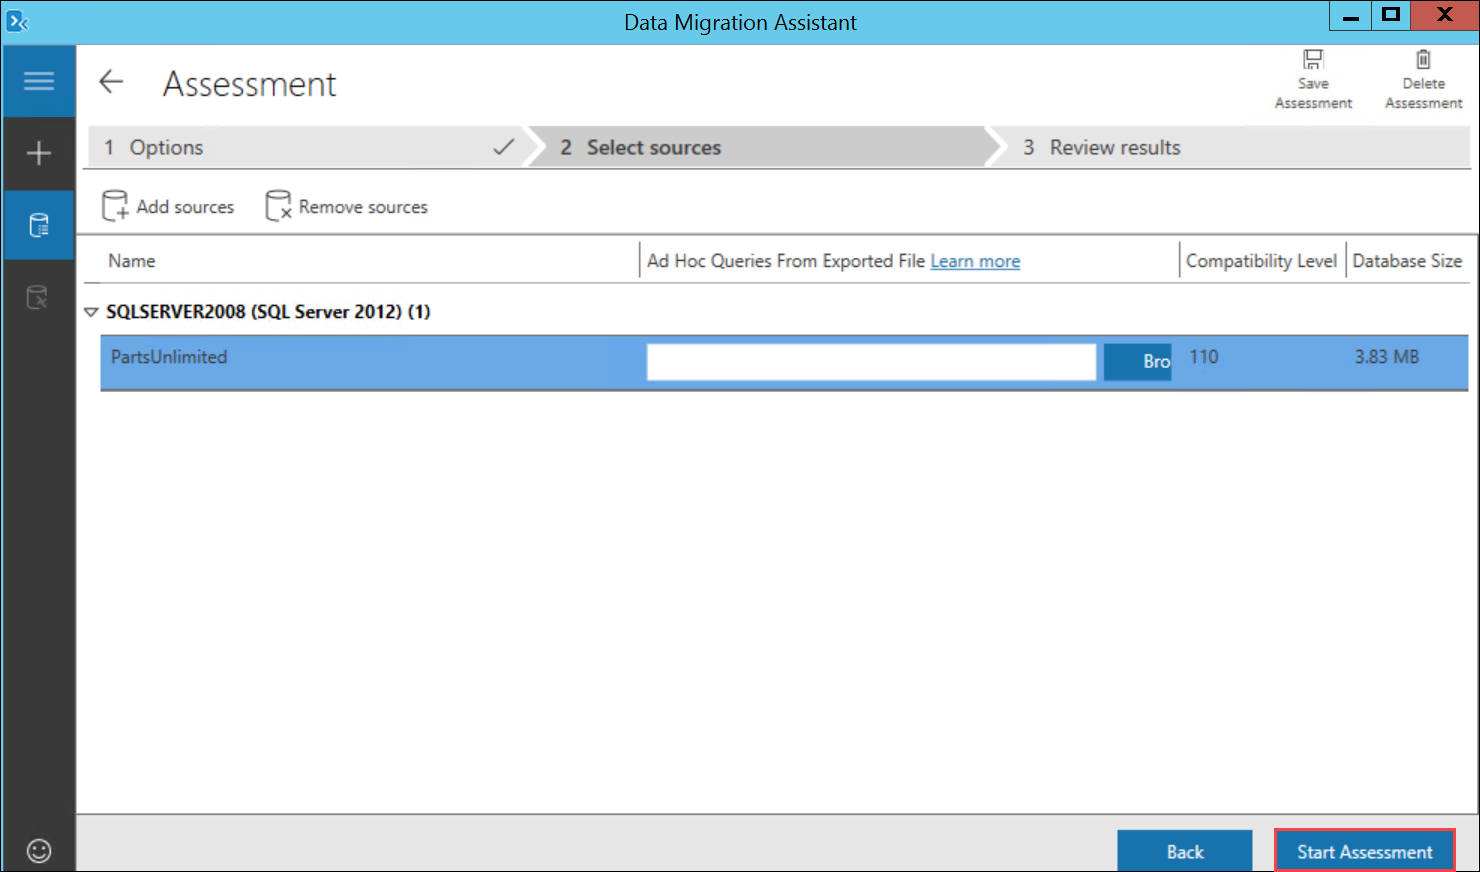 Data Migration Assistant
Assessment
Save
Assessment
Delete
Assessment
1 Options
2 Select sources
3 Review results
Add sources
Remove sources
Name
Ad Hoc Queries From Exported File Learn more
Compatibility Level
Database Size
SQLSERVER2008 (SQL Server 2012) (1)
PartsUnlimited
Bro
110
3.83 MB
Back
Start Assessment